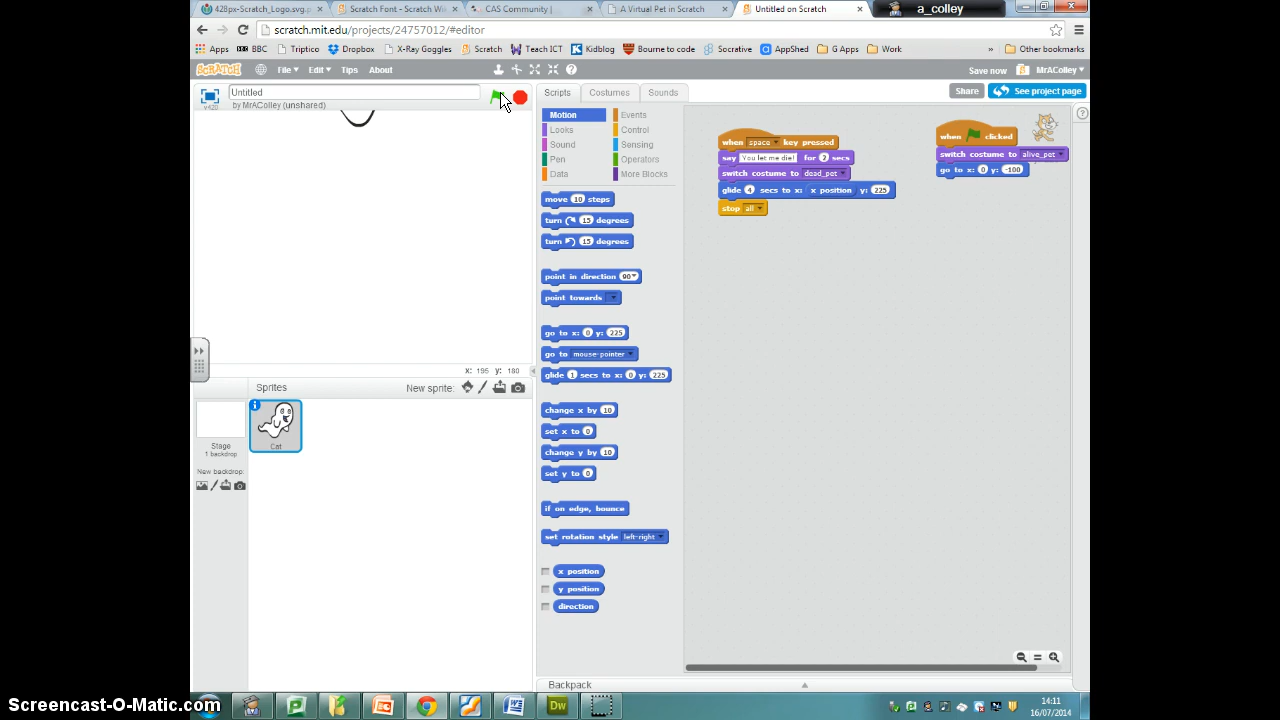 428px-Scratch_Logo.svg.p
Scratch Font - Scratch Wi
CAS Community |
A Virtual Pet in Scratch
Untitled on Scratch
a_colley
scratch.mit.edu/projects/24757012/#editor
Apps
BBC
Triptico
Dropbox
X-Ray Goggles
Scratch
Teach ICT
Kidblog
Bourne to code
Socrative
AppShed
G Apps
Work
»
Other bookmarks
SCRATCH
File
Edit
Tips
About
Save now
MrAColley
Untitled
by MrAColley (unshared)
Scripts
Costumes
Sounds
Share
See project page
Motion
Events
Looks
Control
Sound
Sensing
Pen
Operators
Data
More Blocks
move 10 steps
turn 15 degrees
turn 15 degrees
point in direction 90
point towards
go to x: 0 y: 225
go to mouse-pointer
glide 1 secs to x: 0 y: 225
change x by 10
set x to 0
change y by 10
set y to 0
if on edge, bounce
set rotation style left-right
x position
y position
direction
when space key pressed
say You let me die! for 2 secs
switch costume to dead_pet
glide 4 secs to x: x position y: 225
stop all
when clicked
switch costume to alive_pet
go to x: 0 y: -100
x: 196 y: 180
Sprites
New sprite:
Stage
1 backdrop
New backdrop:
Cat
Backpack
14:11
16/07/2014
Screencast-O-Matic.com